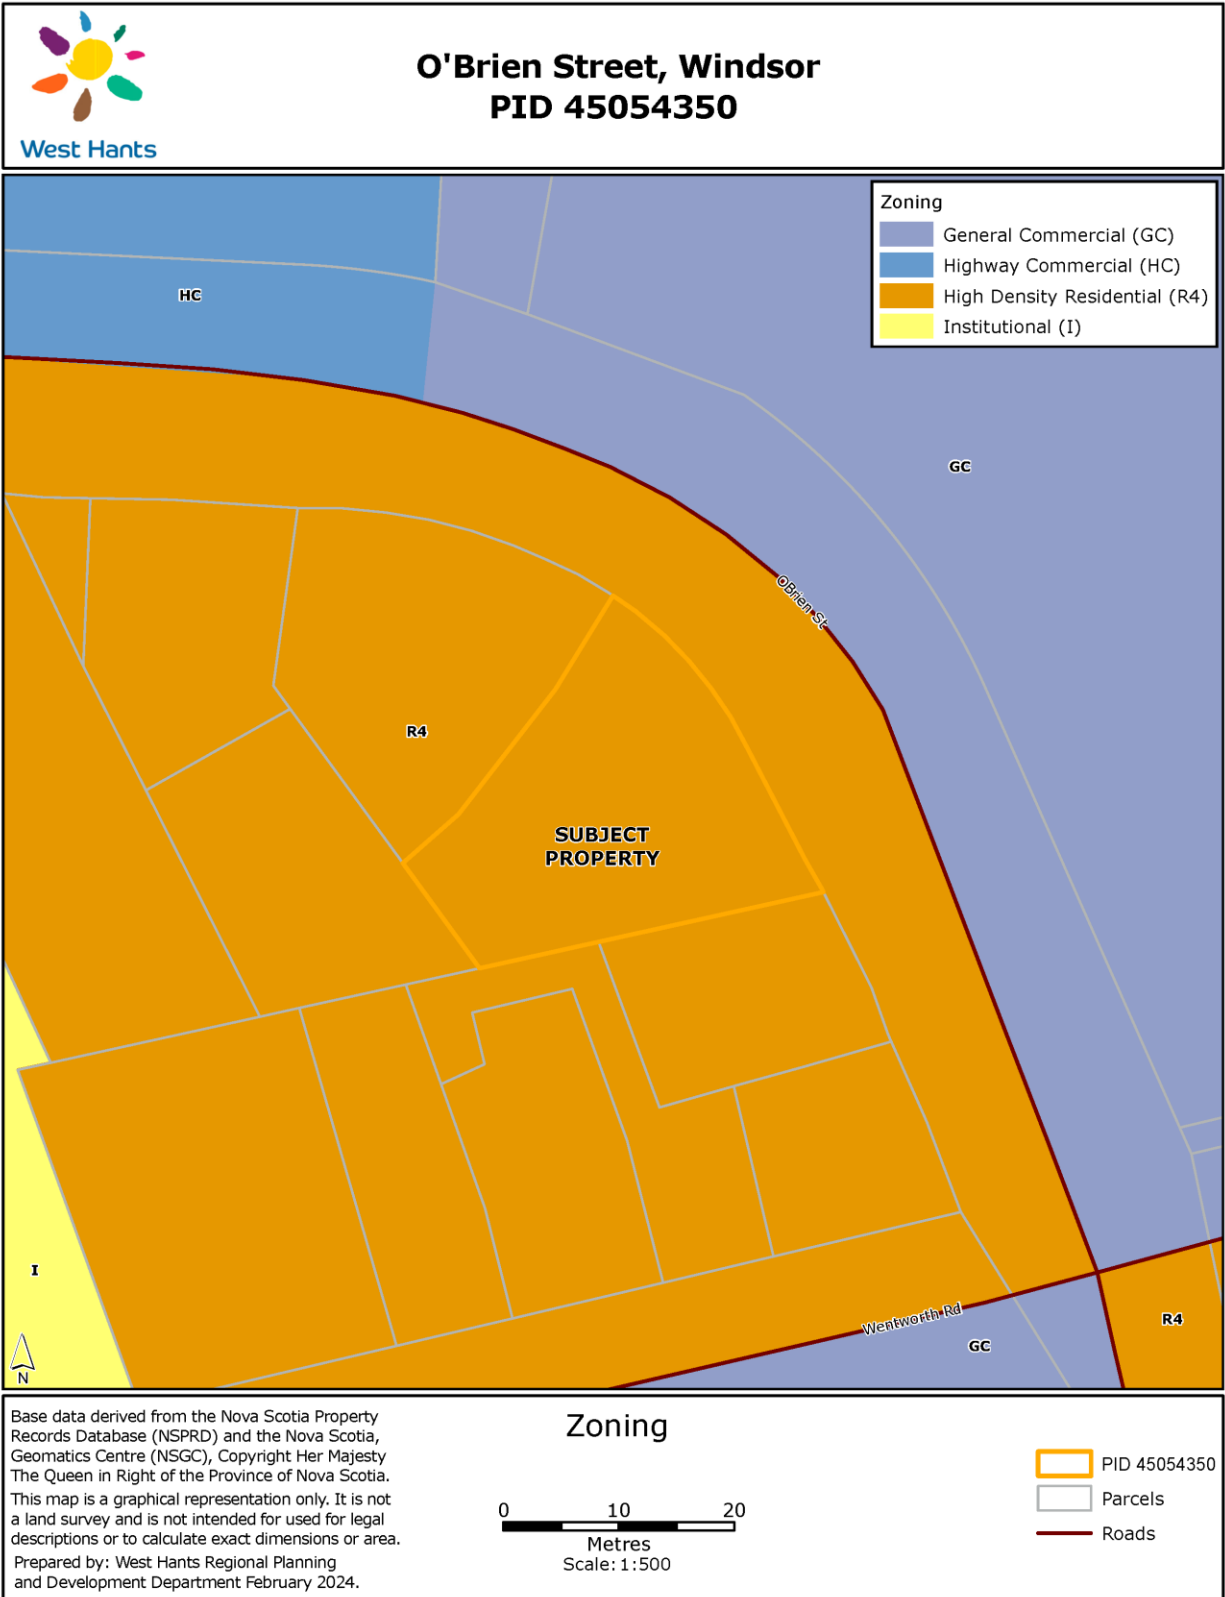 O'Brien Street, Windsor
PID 45054350
West Hants
Zoning
General Commercial (GC)
Highway Commercial (HC)
High Density Residential (R4)
Institutional (I)
HC
GC
OBrien St
R4
SUBJECT
PROPERTY
I
R4
Wentworth Rd
GC
N
Base data derived from the Nova Scotia Property
Records Database (NSPRD) and the Nova Scotia,
Geomatics Centre (NSGC), Copyright Her Majesty
The Queen in Right of the Province of Nova Scotia.
This map is a graphical representation only. It is not
a land survey and is not intended for used for legal
descriptions or to calculate exact dimensions or area.
Prepared by: West Hants Regional Planning
and Development Department February 2024.
Zoning
0 10 20
Metres
Scale: 1:500
PID 45054350
Parcels
Roads